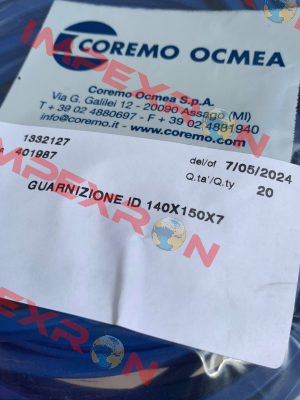 COREMO OCMEA
Coremo Ocmea S.p.A.
Via G. Galilei 12 - 20090 Assago (MI)
T + 39 02 4880697 - F + 39 02 4881940
info@coremo.it - www.coremo.com
1332127
401987
del/of 7/05/2024
Q.ta'/Q.ty 20
GUARNIZIONE ID 140X150X7
IMPEXRON
IMPEXRON